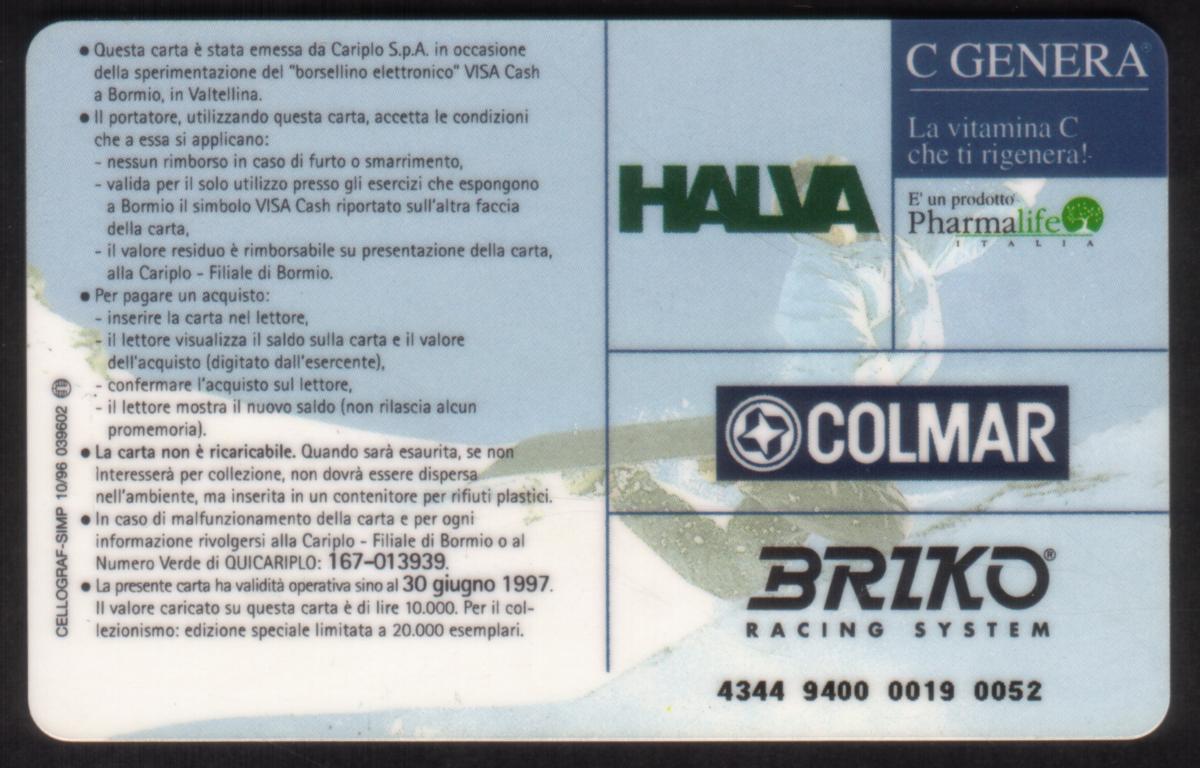 ● Questa carta è stata emessa da Cariplo S.p.A. in occasione
della sperimentazione del "borsellino elettronico" VISA Cash
a Bormio, in Valtellina.
● Il portatore, utilizzando questa carta, accetta le condizioni
che a essa si applicano:
- nessun rimborso in caso di furto o smarrimento,
- valida per il solo utilizzo presso gli esercizi che espongono
a Bormio il simbolo VISA Cash riportato sull'altra faccia
della carta,
- il valore residuo è rimborsabile su presentazione della carta,
alla Cariplo - Filiale di Bormio.
● Per pagare un acquisto:
- inserire la carta nel lettore,
- il lettore visualizza il saldo sulla carta e il valore
dell'acquisto (digitato dall'esercente),
- confermare l'acquisto sul lettore,
- il lettore mostra il nuovo saldo (non rilascia alcun
promemoria).
● La carta non è ricaricabile. Quando sarà esaurita, se non
Interesserà per collezione, non dovrà essere dispersa
nell'ambiente, ma inserita in un contenitore per rifiuti plastici.
● In caso di malfunzionamento della carta e per ogni
informazione rivolgersi alla Cariplo - Filiale di Bormio o al
Numero Verde di QUICARIPLO: 167-013939.
● La presente carta ha validità operativa sino al 30 giugno 1997.
Il valore caricato su questa carta è di lire 10.000. Per il col-
lezionismo: edizione speciale limitata a 20.000 esemplari.
CELLOGRAF-SIMP 10/96 039602
HALVA
C GENERA®
La vitamina C
che ti rigenera!
E' un prodotto
Pharmalife
ITALIA
COLMAR
BRIKO®
RACING SYSTEM
4344 9400 0019 0052